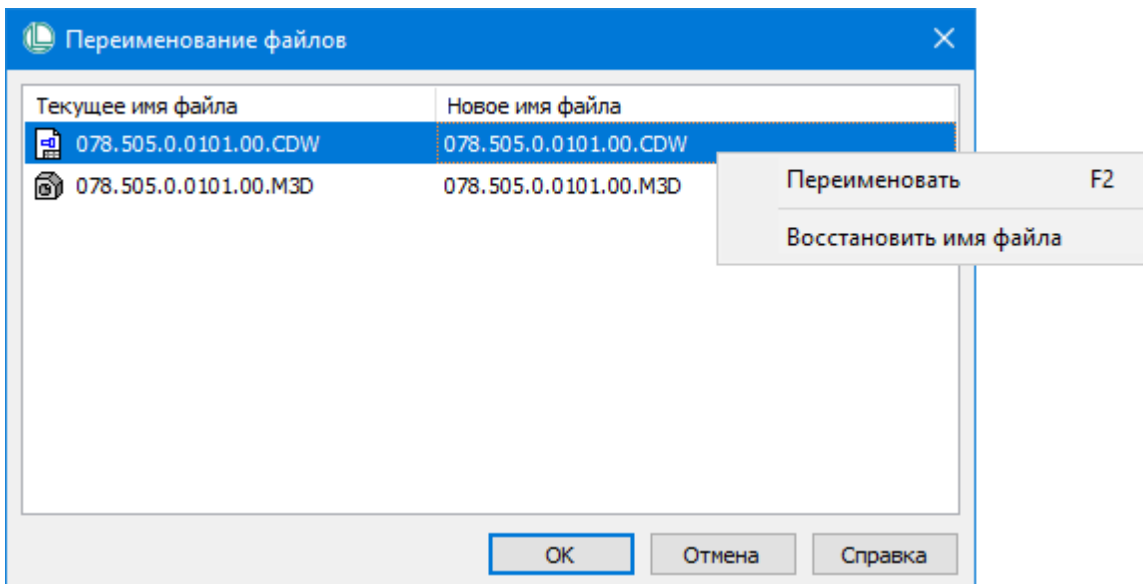 Переименование файлов
Текущее имя файла Новое имя файла
078.505.0.0101.00.CDW 078.505.0.0101.00.CDW
078.505.0.0101.00.M3D 078.505.0.0101.00.M3D
Переименовать F2
Восстановить имя файла
OK Отмена Справка